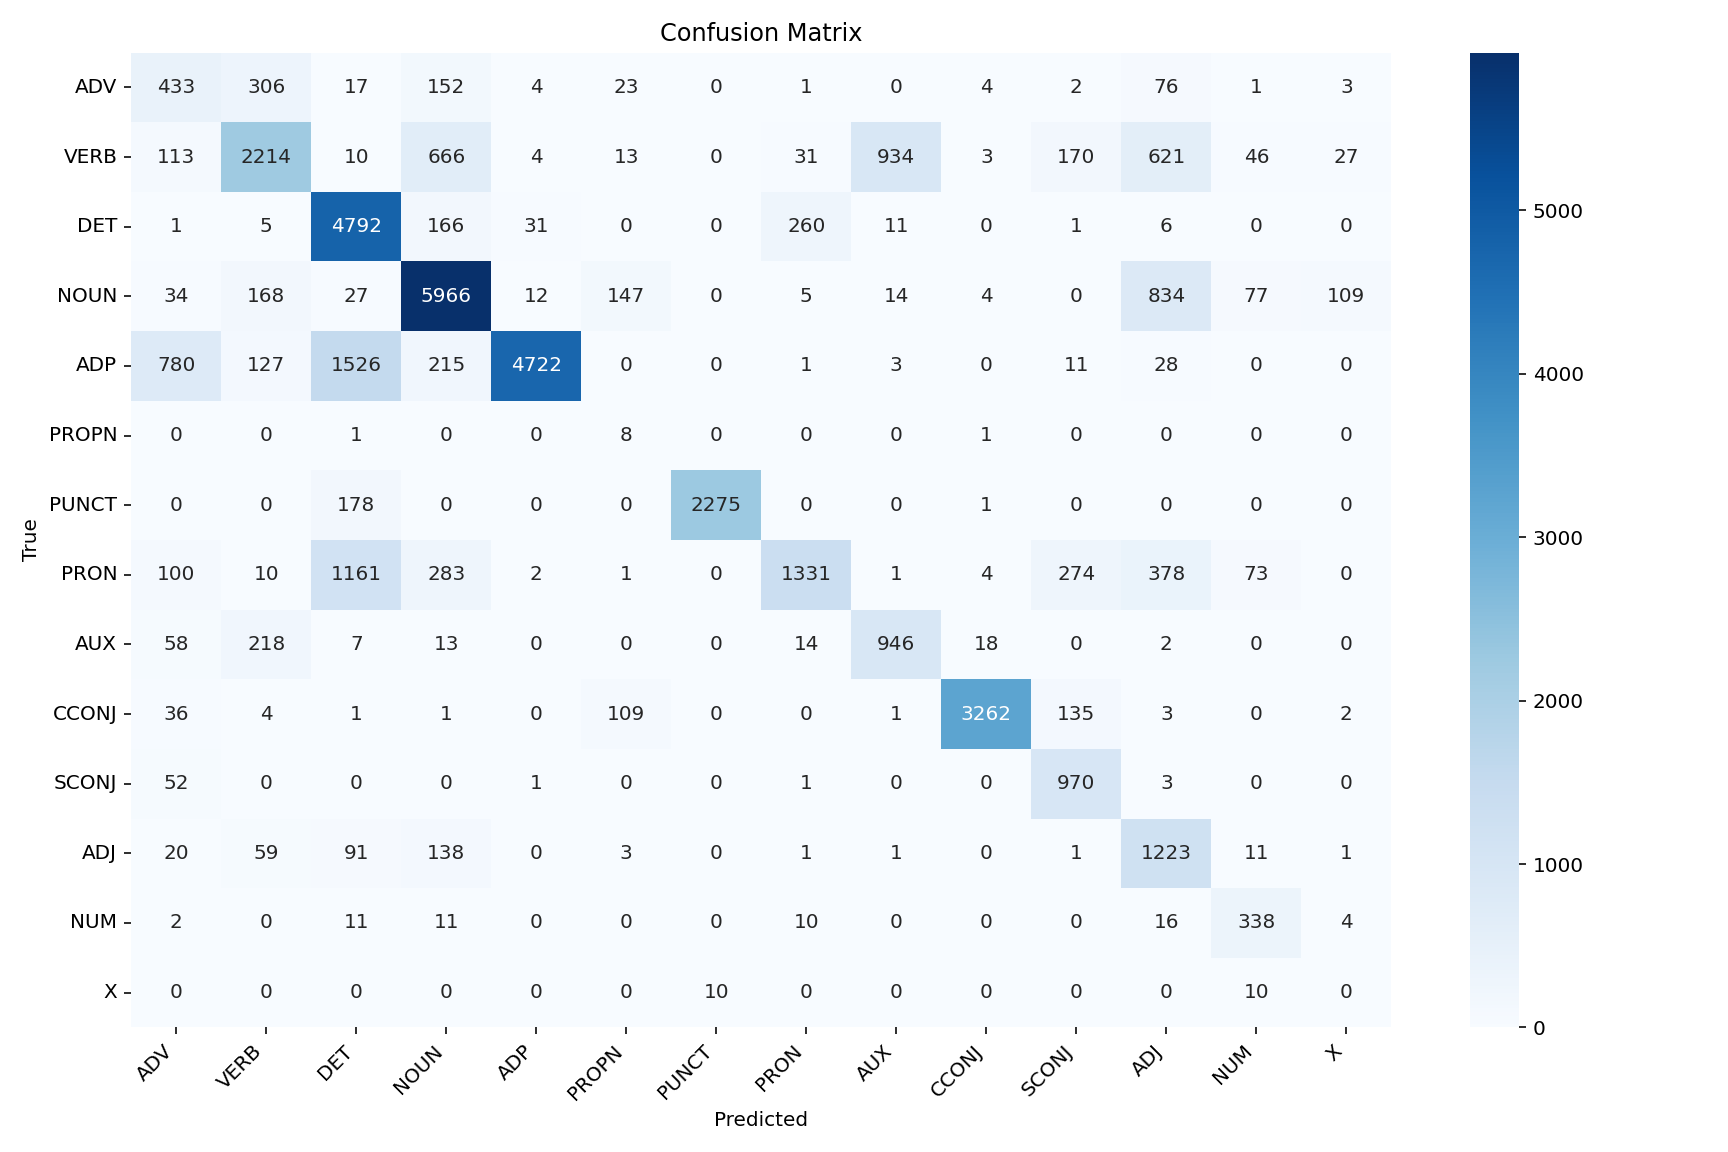 Confusion Matrix
ADV 433 306 17 152 4 23 0 1 0 4 2 76 1 3
VERB 113 2214 10 666 4 13 0 31 934 3 170 621 46 27
DET 1 5 4792 166 31 0 0 260 11 0 1 6 0 0
NOUN 34 168 27 5966 12 147 0 5 14 4 0 834 77 109
ADP 780 127 1526 215 4722 0 0 1 3 0 11 28 0 0
PROPN 0 0 1 0 0 8 0 0 0 1 0 0 0 0
PUNCT 0 0 178 0 0 0 2275 0 0 1 0 0 0 0
PRON 100 10 1161 283 2 1 0 1331 1 4 274 378 73 0
AUX 58 218 7 13 0 0 0 14 946 18 0 2 0 0
CCONJ 36 4 1 1 0 109 0 0 1 3262 135 3 0 2
SCONJ 52 0 0 0 1 0 0 1 0 0 970 3 0 0
ADJ 20 59 91 138 0 3 0 1 1 0 1 1223 11 1
NUM 2 0 11 11 0 0 0 10 0 0 0 16 338 4
X 0 0 0 0 0 0 10 0 0 0 0 0 10 0
ADV VERB DET NOUN ADP PROPN PUNCT PRON AUX CCONJ SCONJ ADJ NUM X
Predicted
True
5000
4000
3000
2000
1000
0